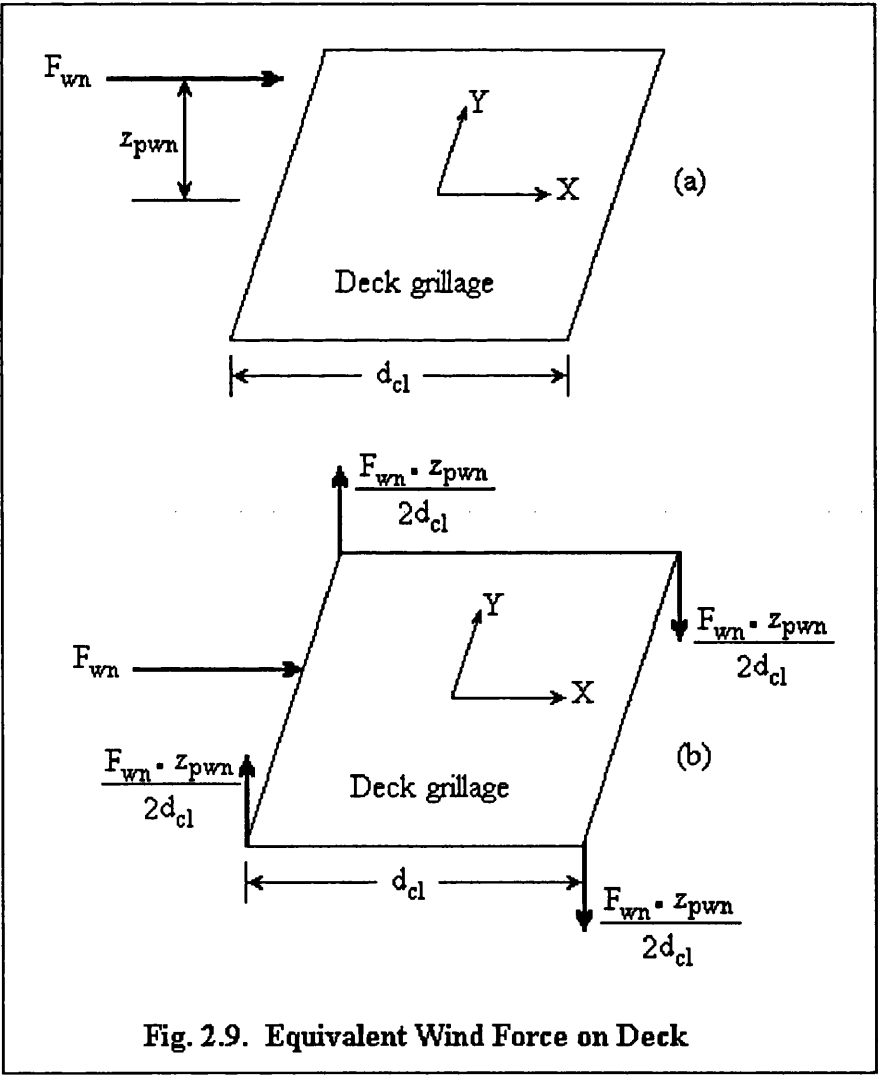 F_wn
z_pwn
Y
X
(a)
Deck grillage
d_cl
F_wn . z_pwn
2d_cl
Y
F_wn . z_pwn
2d_cl
F_wn
X
F_wn . z_pwn
2d_cl
(b)
Deck grillage
d_cl
F_wn . z_pwn
2d_cl
Fig. 2.9. Equivalent Wind Force on Deck